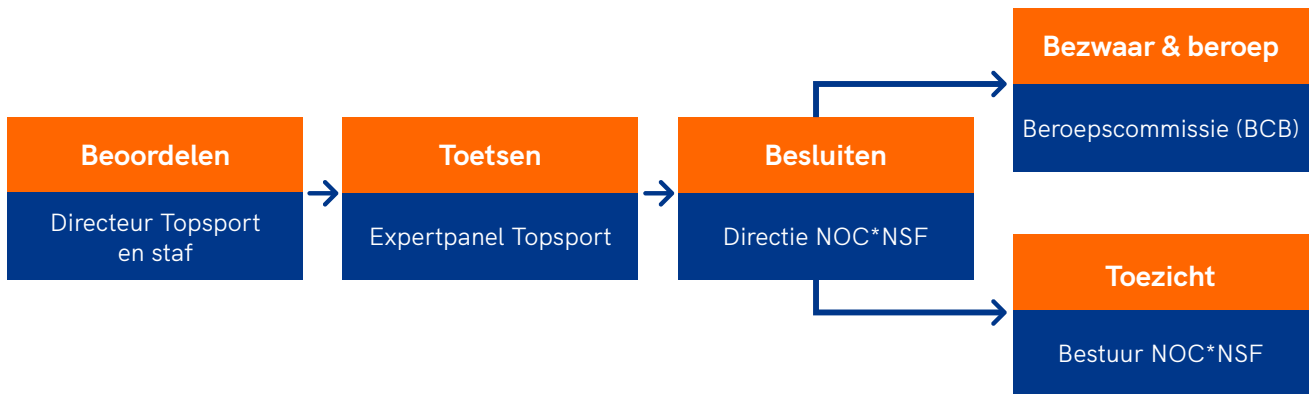 Beoordelen
Directeur Topsport
en staf
Toetsen
Expertpanel Topsport
Besluiten
Directie NOC*NSF
Bezwaar & beroep
Beroepscommissie (BCB)
Toezicht
Bestuur NOC*NSF